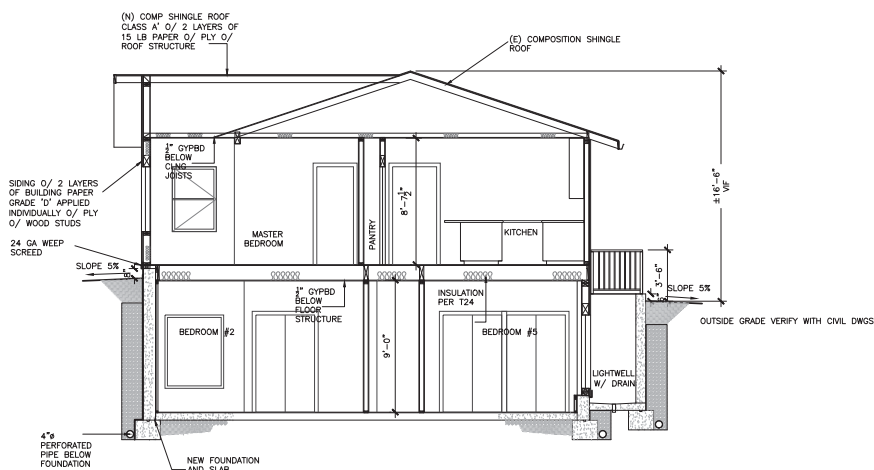 (N) COMP SHINGLE ROOF
CLASS A' O/ 2 LAYERS OF
15 LB PAPER O/ PLY O/
ROOF STRUCTURE
(E) COMPOSITION SHINGLE
ROOF
½" GYPBD
BELOW
CLNG
JOISTS
SIDING O/ 2 LAYERS
OF BUILDING PAPER
GRADE 'D' APPLIED
INDIVIDUALLY O/ PLY
O/ WOOD STUDS
24 GA WEEP
SCREED
SLOPE 5%
8"
MASTER
BEDROOM
PANTRY
8'-7½"
KITCHEN
±16'-6"
VIF
3'-6"
SLOPE 5%
OUTSIDE GRADE VERIFY WITH CIVIL DWGS
½" GYPBD
BELOW
FLOOR
STRUCTURE
INSULATION
PER T24
BEDROOM #2
9'-0"
BEDROOM #5
LIGHTWELL
W/ DRAIN
4"ø
PERFORATED
PIPE BELOW
FOUNDATION
NEW FOUNDATION
AND SLAB